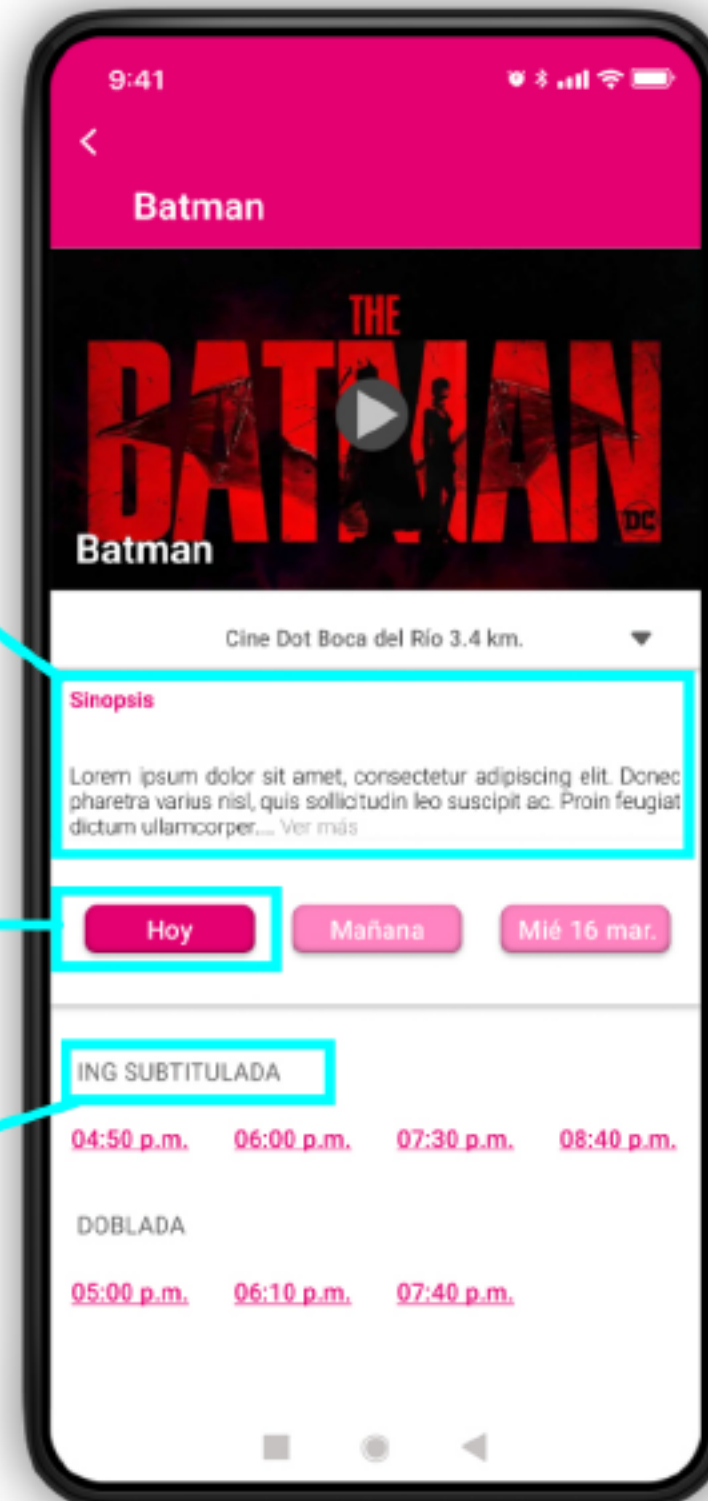 9:41
Batman
THE
BATMAN
DC
Batman
Cine Dot Boca del Río 3.4 km.
Sinopsis
Lorem ipsum dolor sit amet, consectetur adipiscing elit. Donec
pharetra varius nisl, quis sollicitudin leo suscipit ac. Proin feugiat
dictum ullamcorper.... Ver más
Hoy Mañana Mié 16 mar.
ING SUBTITULADA
04:50 p.m. 06:00 p.m. 07:30 p.m. 08:40 p.m.
DOBLADA
05:00 p.m. 06:10 p.m. 07:40 p.m.